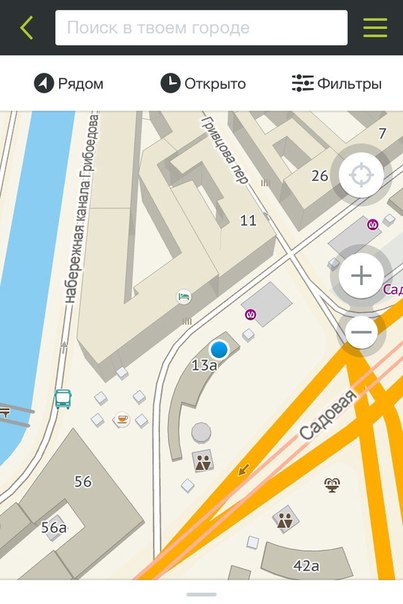 Поиск в твоем городе
Рядом
Открыто
Фильтры
набережная канала Грибоедова
Гривцова пер
7
26
11
Сад
13а
Садовая
56
56а
42а